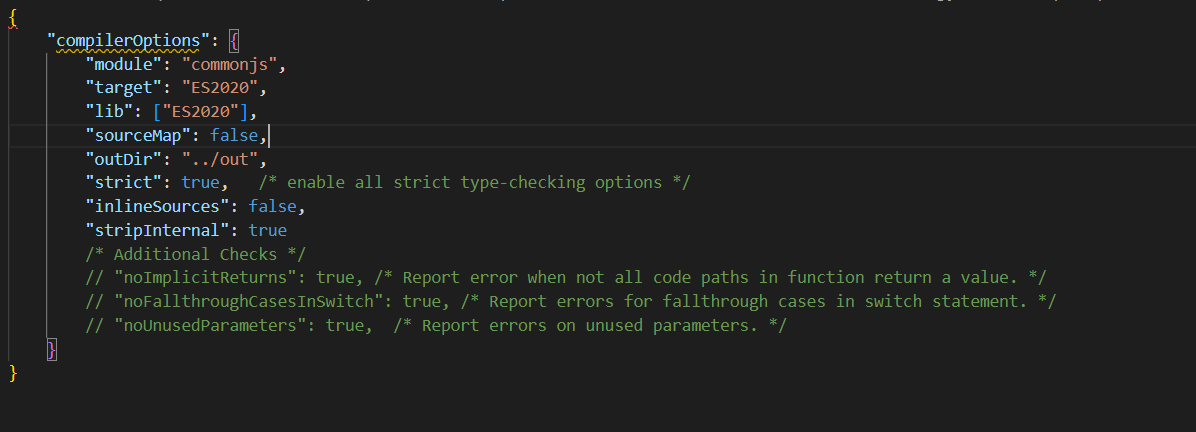 {
    "compilerOptions": {
        "module": "commonjs",
        "target": "ES2020",
        "lib": ["ES2020"],
        "sourceMap": false,
        "outDir": "../out",
        "strict": true,   /* enable all strict type-checking options */
        "inlineSources": false,
        "stripInternal": true
        /* Additional Checks */
        // "noImplicitReturns": true, /* Report error when not all code paths in function return a value. */
        // "noFallthroughCasesInSwitch": true, /* Report errors for fallthrough cases in switch statement. */
        // "noUnusedParameters": true,  /* Report errors on unused parameters. */
    }
}